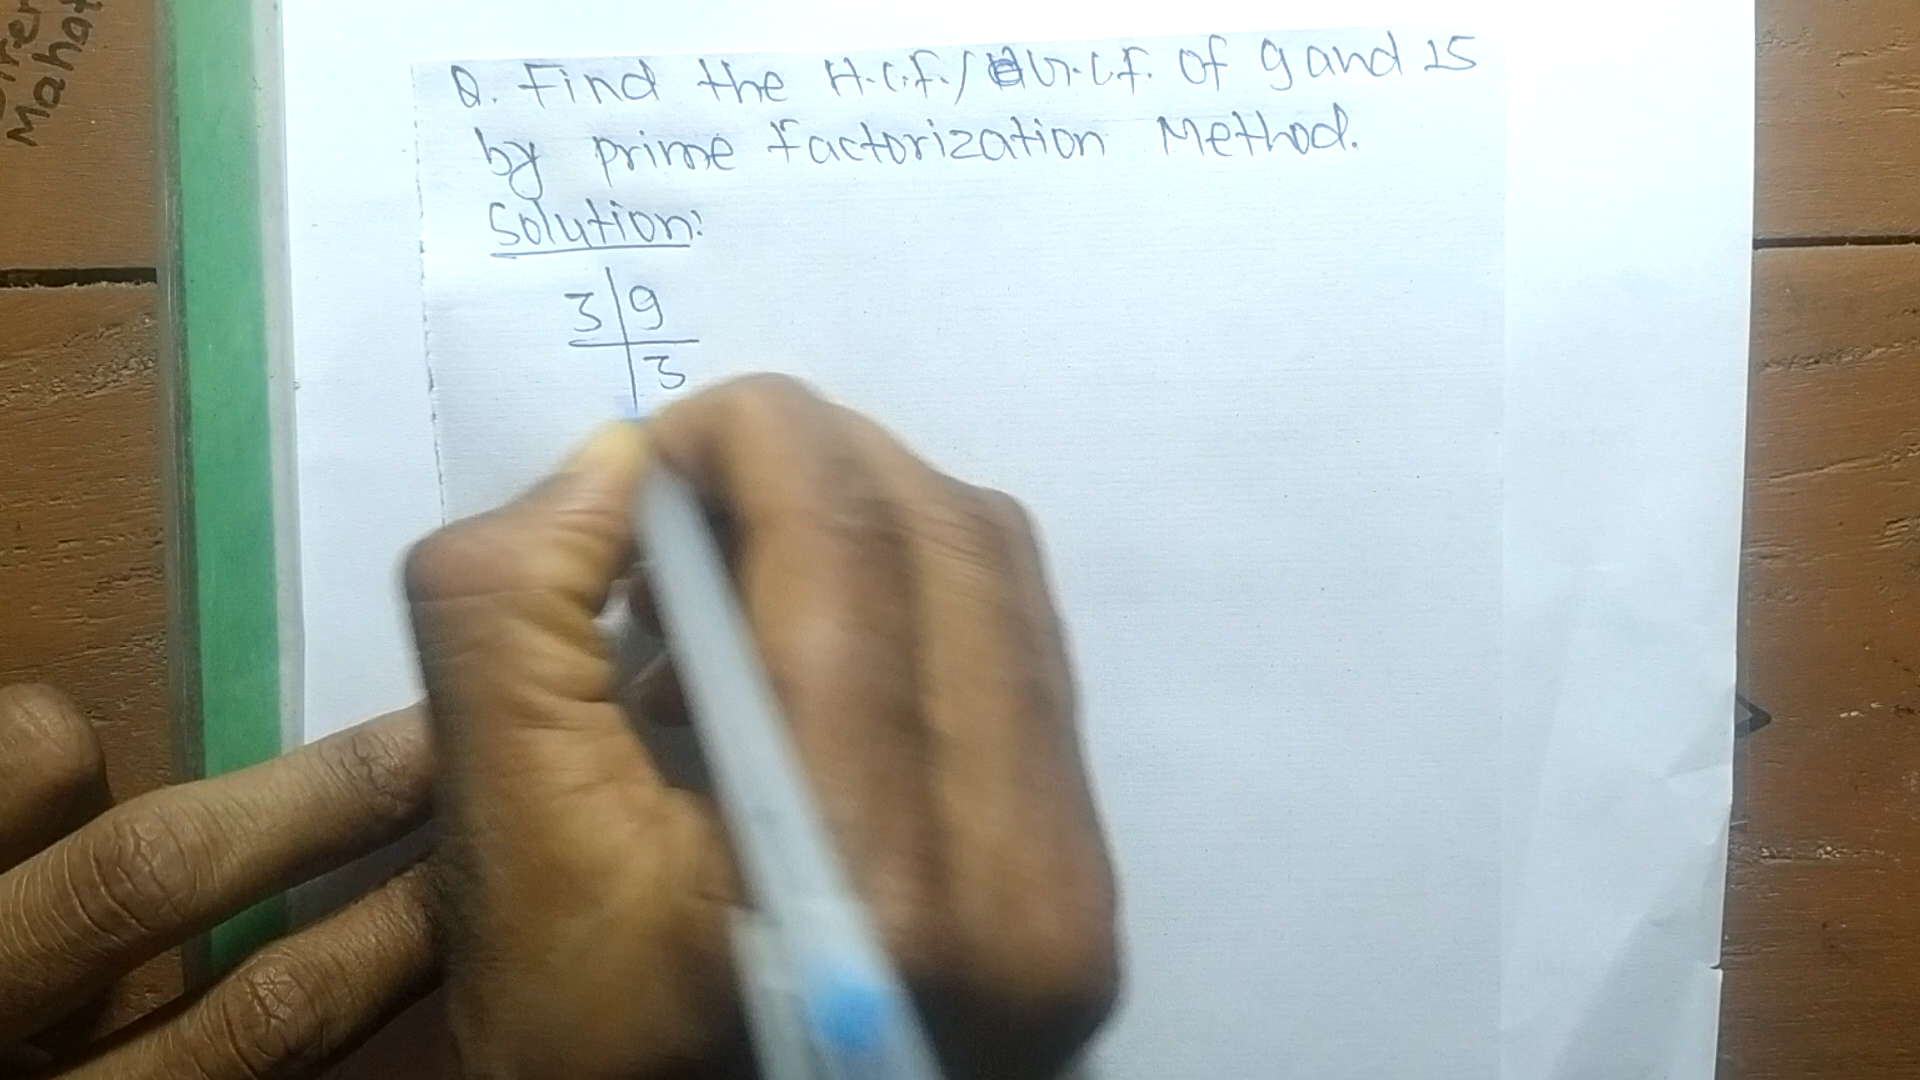 Q. Find the H.C.F./G.C.F. of 9 and 15
by prime factorization Method.
Solution:
3 9
3